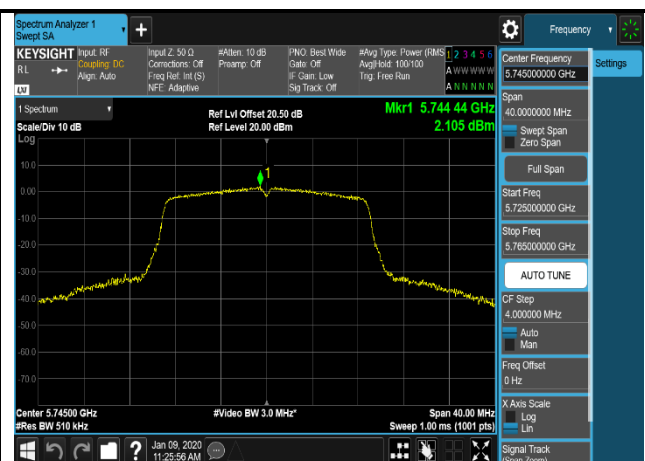 Spectrum Analyzer 1
Swept SA
+
Frequency
KEYSIGHT
RL
LXI
Input: RF
Coupling: DC
Align: Auto
Input Z: 50 Ω
Corrections: Off
Freq Ref: Int (S)
NFE: Adaptive
#Atten: 10 dB
Preamp: Off
PNO: Best Wide
Gate: Off
IF Gain: Low
Sig Track: Off
#Avg Type: Power (RMS
Avg|Hold: 100/100
Trig: Free Run
1 2 3 4 5 6
A W W W W W
A N N N N N
Center Frequency
5.745000000 GHz
Settings
Span
40.0000000 MHz
Swept Span
Zero Span
Full Span
Start Freq
5.725000000 GHz
Stop Freq
5.765000000 GHz
AUTO TUNE
CF Step
4.000000 MHz
Auto
Man
Freq Offset
0 Hz
X Axis Scale
Log
Lin
Signal Track
(Span Zoom)
1 Spectrum
Scale/Div 10 dB
Log
Ref Lvl Offset 20.50 dB
Ref Level 20.00 dBm
Mkr1 5.744 44 GHz
2.105 dBm
1
10.0
0.00
-10.0
-20.0
-30.0
-40.0
-50.0
-60.0
-70.0
Center 5.74500 GHz
#Res BW 510 kHz
#Video BW 3.0 MHz*
Span 40.00 MHz
Sweep 1.00 ms (1001 pts)
?
Jan 09, 2020
11:25:56 AM